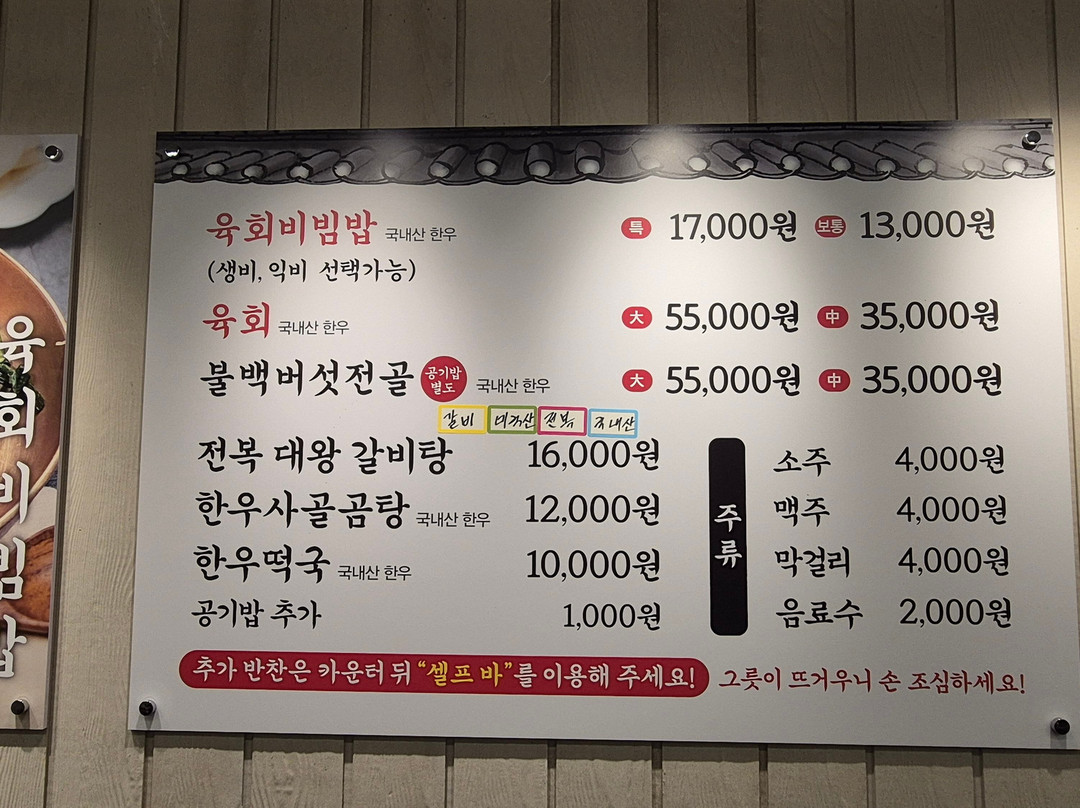 육회비빔밥 국내산 한우 특 17,000원 보통 13,000원
(생비, 익비 선택가능)
육회 국내산 한우 大 55,000원 中 35,000원
불백버섯전골 공기밥 별도 국내산 한우 大 55,000원 中 35,000원
갈비 미국산 전복 국내산
전복 대왕 갈비탕 16,000원
한우사골곰탕 국내산 한우 12,000원
한우떡국 국내산 한우 10,000원
공기밥 추가 1,000원
주류
소주 4,000원
맥주 4,000원
막걸리 4,000원
음료수 2,000원
추가 반찬은 카운터 뒤 “셀프 바”를 이용해 주세요!
그릇이 뜨거우니 손 조심하세요!
육회비빔밥